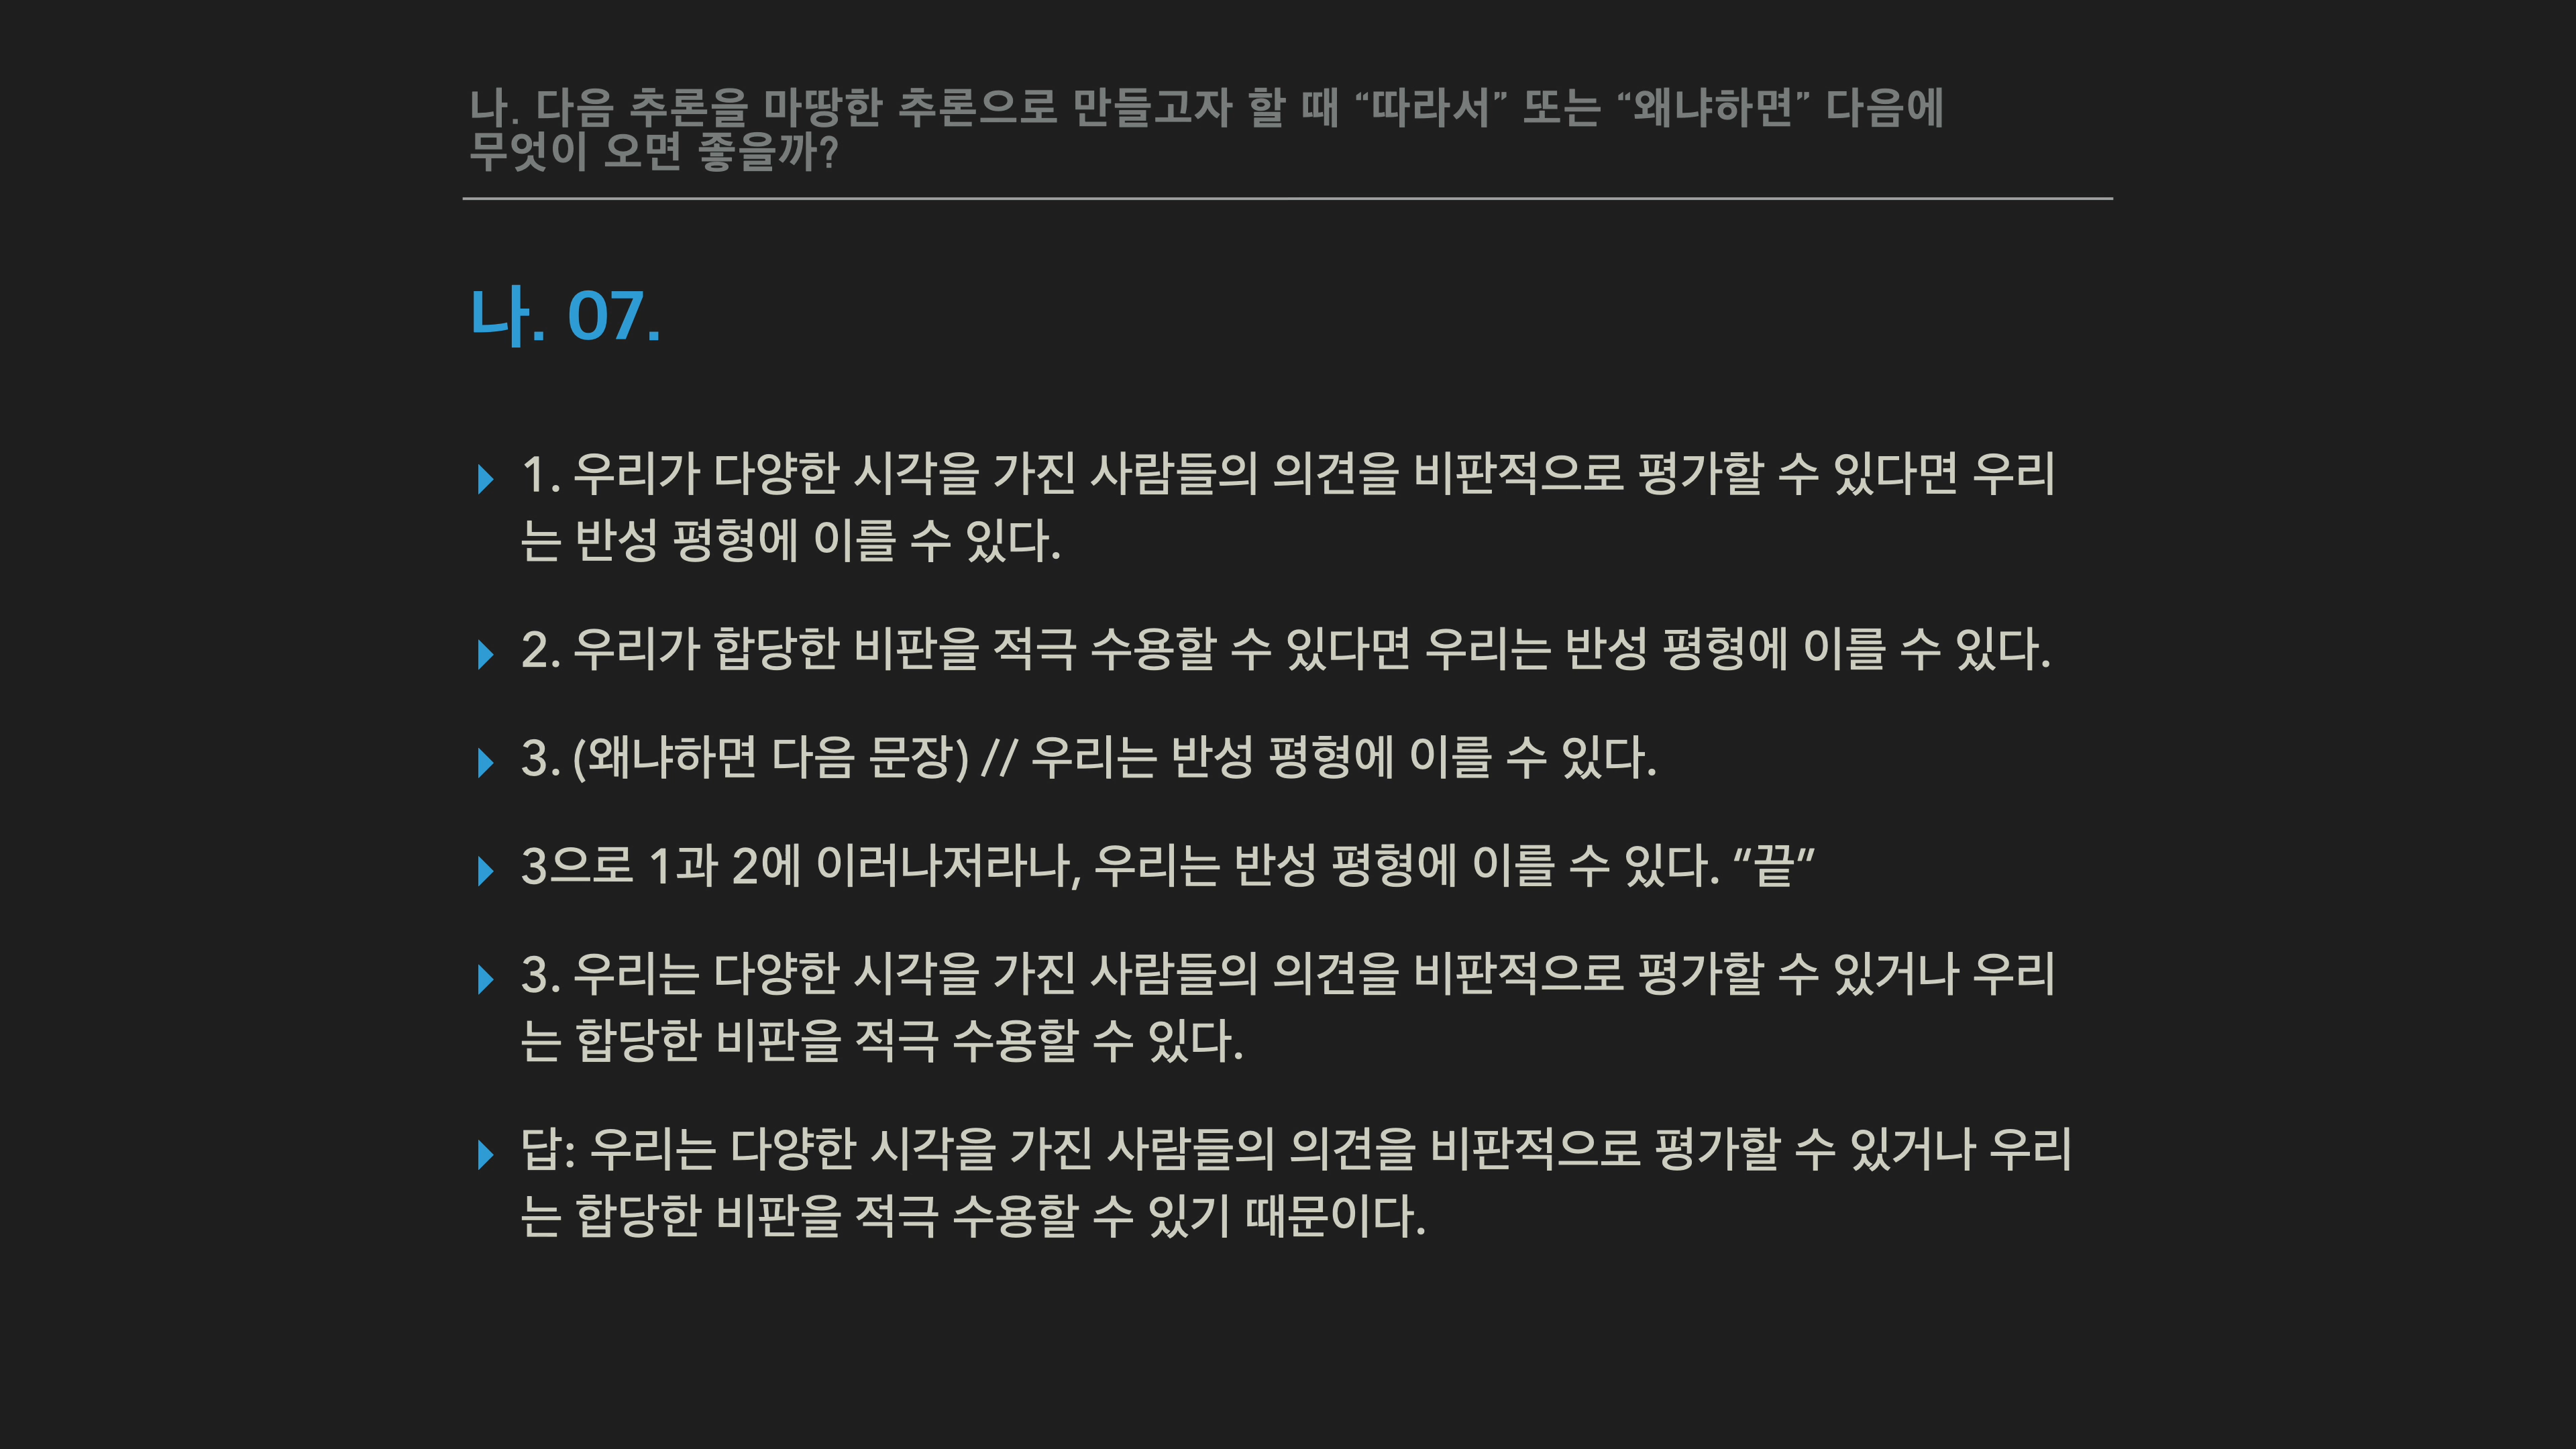 나. 다음 추론을 마땅한 추론으로 만들고자 할 때 “따라서” 또는 “왜냐하면” 다음에
무엇이 오면 좋을까?
나. 07.
1. 우리가 다양한 시각을 가진 사람들의 의견을 비판적으로 평가할 수 있다면 우리
는 반성 평형에 이를 수 있다.
2. 우리가 합당한 비판을 적극 수용할 수 있다면 우리는 반성 평형에 이를 수 있다.
3. (왜냐하면 다음 문장) // 우리는 반성 평형에 이를 수 있다.
3으로 1과 2에 이러나저러나, 우리는 반성 평형에 이를 수 있다. “끝”
3. 우리는 다양한 시각을 가진 사람들의 의견을 비판적으로 평가할 수 있거나 우리
는 합당한 비판을 적극 수용할 수 있다.
답: 우리는 다양한 시각을 가진 사람들의 의견을 비판적으로 평가할 수 있거나 우리
는 합당한 비판을 적극 수용할 수 있기 때문이다.